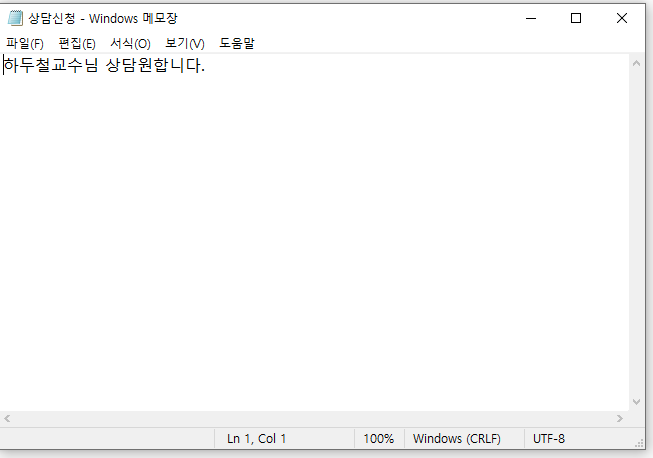 상담신청 - Windows 메모장
파일(F) 편집(E) 서식(O) 보기(V) 도움말
하두철교수님 상담원합니다.
Ln 1, Col 1 100% Windows (CRLF) UTF-8